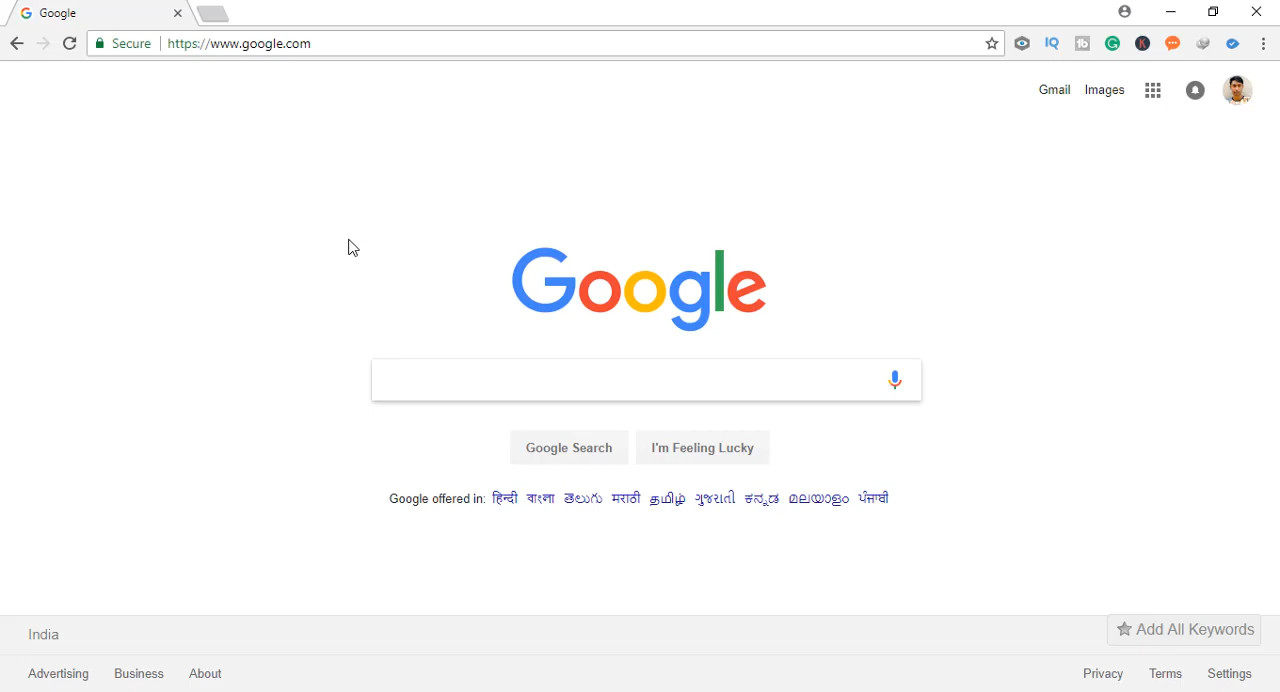 Google
Secure https://www.google.com
Gmail Images
Google
Google Search I'm Feeling Lucky
Google offered in: हिन्दी বাংলা తెలుగు मराठी தமிழ் ગુજરાતી ಕನ್ನಡ മലയാളം ਪੰਜਾਬੀ
India
Add All Keywords
Advertising Business About
Privacy Terms Settings